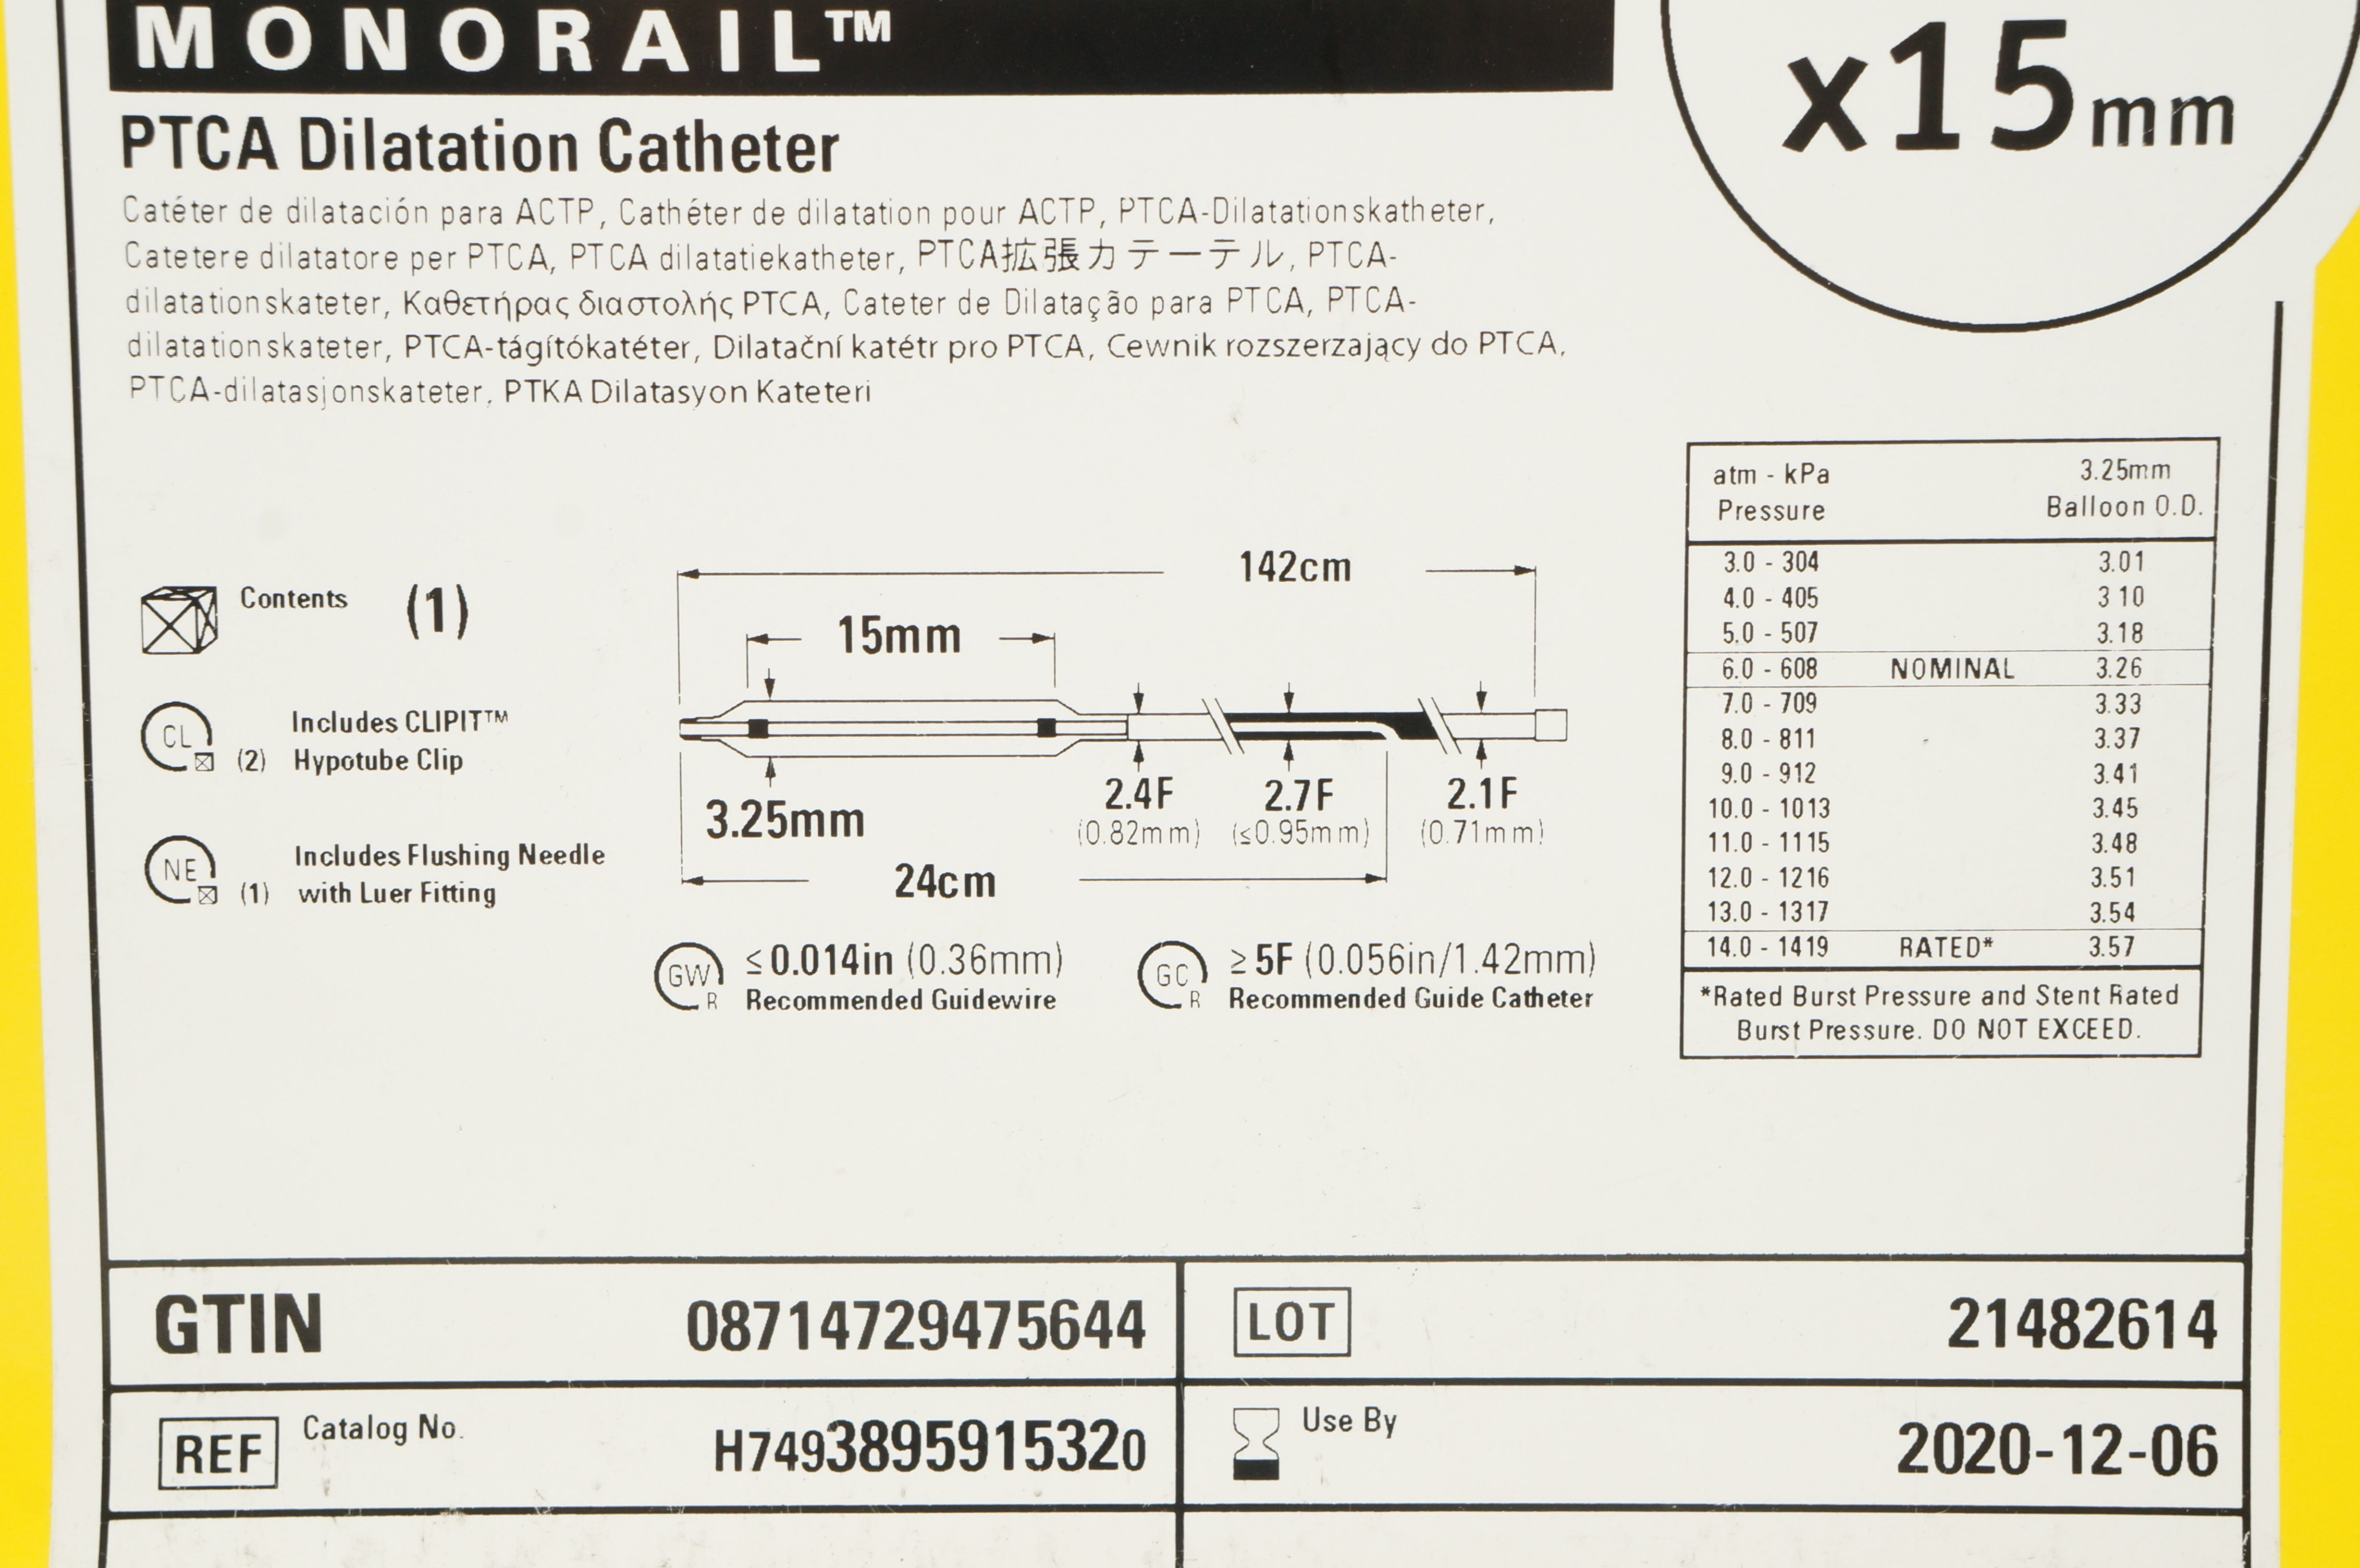 MONORAIL™
x15mm
PTCA Dilatation Catheter
Catéter de dilatación para ACTP, Cathéter de dilatation pour ACTP, PTCA-Dilatationskatheter,
Catetere dilatatore per PTCA, PTCA dilatatiekatheter, PTCA拡張カテーテル, PTCA-
dilatationskateter, Καθετήρας διαστολής PTCA, Cateter de Dilatação para PTCA, PTCA-
dilatationskateter, PTCA-tágítókatéter, Dilatační katétr pro PTCA, Cewnik rozszerzający do PTCA,
PTCA-dilatasjonskateter, PTKA Dilatasyon Kateteri
Contents (1)
CL (2) Includes CLIPIT™
Hypotube Clip
NE (1) Includes Flushing Needle
with Luer Fitting
142cm
15mm
3.25mm
2.4F 2.7F 2.1F
(0.82mm) (≤0.95mm) (0.71mm)
24cm
GW R ≤0.014in (0.36mm)
Recommended Guidewire
GC R ≥5F (0.056in/1.42mm)
Recommended Guide Catheter
atm - kPa 3.25mm
Pressure Balloon O.D.
3.0 - 304 3.01
4.0 - 405 3 10
5.0 - 507 3.18
6.0 - 608 NOMINAL 3.26
7.0 - 709 3.33
8.0 - 811 3.37
9.0 - 912 3.41
10.0 - 1013 3.45
11.0 - 1115 3.48
12.0 - 1216 3.51
13.0 - 1317 3.54
14.0 - 1419 RATED* 3.57
*Rated Burst Pressure and Stent Rated
Burst Pressure. DO NOT EXCEED.
GTIN 08714729475644
LOT 21482614
REF Catalog No. H7493895915320
Use By 2020-12-06